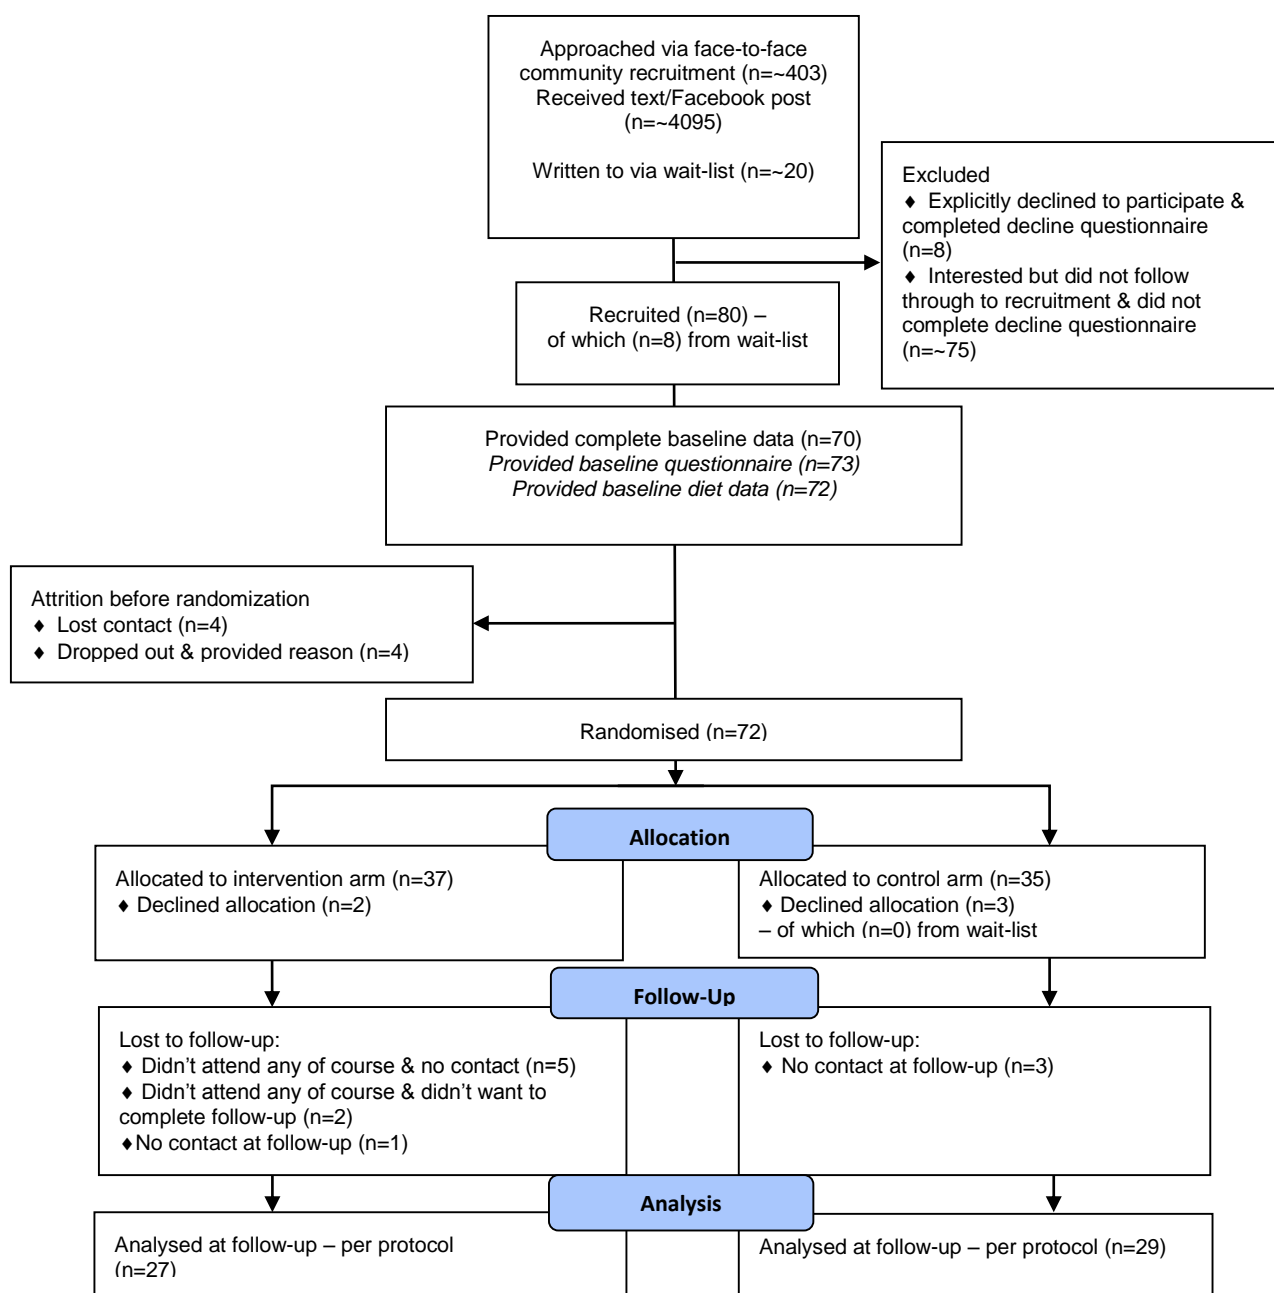 Approached via face-to-face
community recruitment (n=~403)
Received text/Facebook post
(n=~4095)
Written to via wait-list (n=~20)
Excluded
♦ Explicitly declined to participate &
completed decline questionnaire
(n=8)
♦ Interested but did not follow
through to recruitment & did not
complete decline questionnaire
(n=~75)
Recruited (n=80) –
of which (n=8) from wait-list
Provided complete baseline data (n=70)
Provided baseline questionnaire (n=73)
Provided baseline diet data (n=72)
Attrition before randomization
♦ Lost contact (n=4)
♦ Dropped out & provided reason (n=4)
Randomised (n=72)
Allocation
Allocated to intervention arm (n=37)
♦ Declined allocation (n=2)
Allocated to control arm (n=35)
♦ Declined allocation (n=3)
– of which (n=0) from wait-list
Follow-Up
Lost to follow-up:
♦ Didn’t attend any of course & no contact (n=5)
♦ Didn’t attend any of course & didn’t want to
complete follow-up (n=2)
♦No contact at follow-up (n=1)
Lost to follow-up:
♦ No contact at follow-up (n=3)
Analysis
Analysed at follow-up – per protocol
(n=27)
Analysed at follow-up – per protocol (n=29)